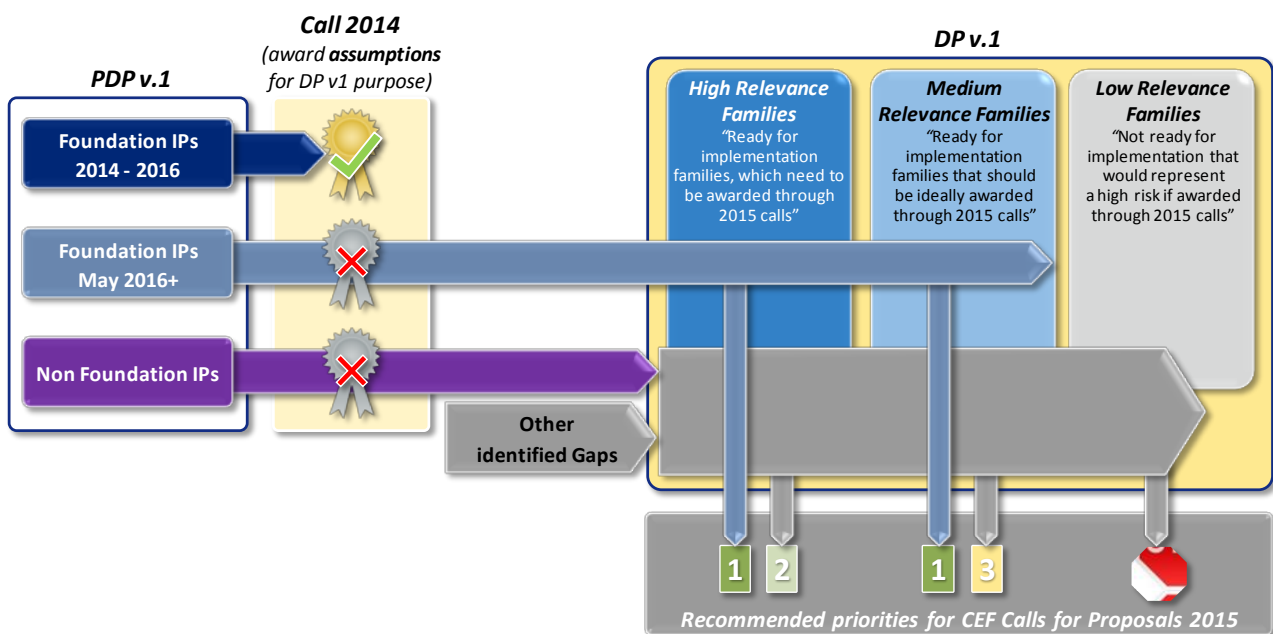 Call 2014
(award assumptions
for DP v1 purpose)
PDP v.1
DP v.1
Foundation IPs
2014 - 2016
Foundation IPs
May 2016+
Non Foundation IPs
Other
identified Gaps
High Relevance
Families
“Ready for
implementation
families, which need to
be awarded through
2015 calls”
Medium
Relevance Families
“Ready for
implementation
families that should
be ideally awarded
through 2015 calls”
Low Relevance
Families
“Not ready for
implementation that
would represent
a high risk if awarded
through 2015 calls”
1
2
1
3
Recommended priorities for CEF Calls for Proposals 2015